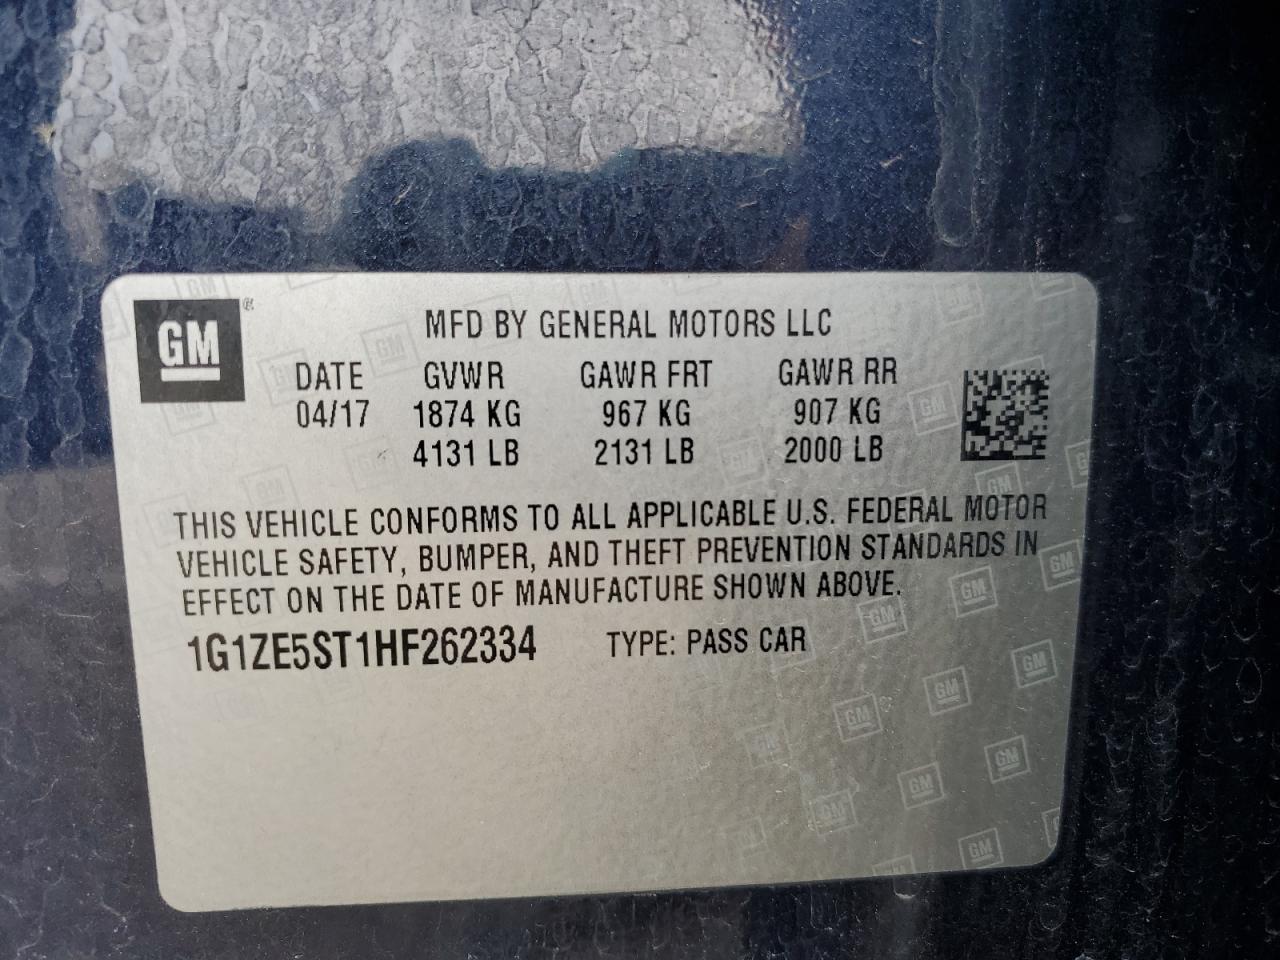 GM®
MFD BY GENERAL MOTORS LLC
DATE GVWR GAWR FRT GAWR RR
04/17 1874 KG 967 KG 907 KG
4131 LB 2131 LB 2000 LB
THIS VEHICLE CONFORMS TO ALL APPLICABLE U.S. FEDERAL MOTOR
VEHICLE SAFETY, BUMPER, AND THEFT PREVENTION STANDARDS IN
EFFECT ON THE DATE OF MANUFACTURE SHOWN ABOVE.
1G1ZE5ST1HF262334 TYPE: PASS CAR